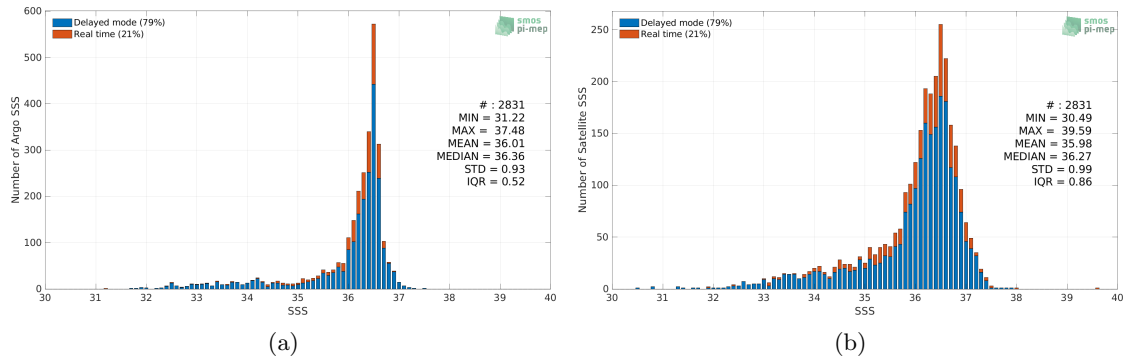 Delayed mode (79%)
Real time (21%)
smos
pi-mep
# : 2831
MIN = 31.22
MAX = 37.48
MEAN = 36.01
MEDIAN = 36.36
STD = 0.93
IQR = 0.52
Number of Argo SSS
600
500
400
300
200
100
0
30 31 32 33 34 35 36 37 38 39 40
SSS
(a)
Delayed mode (79%)
Real time (21%)
smos
pi-mep
# : 2831
MIN = 30.49
MAX = 39.59
MEAN = 35.98
MEDIAN = 36.27
STD = 0.99
IQR = 0.86
Number of Satellite SSS
250
200
150
100
50
0
30 31 32 33 34 35 36 37 38 39 40
SSS
(b)